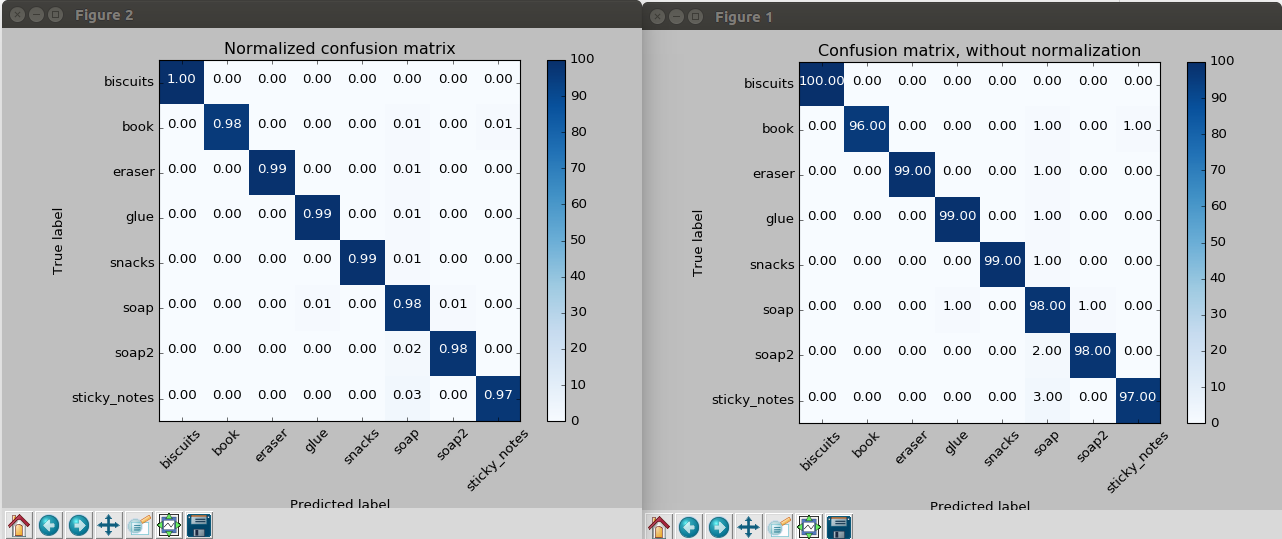 Figure 2
Normalized confusion matrix
True label
biscuits 1.00 0.00 0.00 0.00 0.00 0.00 0.00 0.00
book 0.00 0.98 0.00 0.00 0.00 0.01 0.00 0.01
eraser 0.00 0.00 0.99 0.00 0.00 0.01 0.00 0.00
glue 0.00 0.00 0.00 0.99 0.00 0.01 0.00 0.00
snacks 0.00 0.00 0.00 0.00 0.99 0.01 0.00 0.00
soap 0.00 0.00 0.00 0.01 0.00 0.98 0.01 0.00
soap2 0.00 0.00 0.00 0.00 0.00 0.02 0.98 0.00
sticky_notes 0.00 0.00 0.00 0.00 0.00 0.03 0.00 0.97
biscuits book eraser glue snacks soap soap2 sticky_notes
Predicted label
100
90
80
70
60
50
40
30
20
10
0
Figure 1
Confusion matrix, without normalization
True label
biscuits 100.00 0.00 0.00 0.00 0.00 0.00 0.00 0.00
book 0.00 96.00 0.00 0.00 0.00 1.00 0.00 1.00
eraser 0.00 0.00 99.00 0.00 0.00 1.00 0.00 0.00
glue 0.00 0.00 0.00 99.00 0.00 1.00 0.00 0.00
snacks 0.00 0.00 0.00 0.00 99.00 1.00 0.00 0.00
soap 0.00 0.00 0.00 1.00 0.00 98.00 1.00 0.00
soap2 0.00 0.00 0.00 0.00 0.00 2.00 98.00 0.00
sticky_notes 0.00 0.00 0.00 0.00 0.00 3.00 0.00 97.00
biscuits book eraser glue snacks soap soap2 sticky_notes
Predicted label
100
90
80
70
60
50
40
30
20
10
0